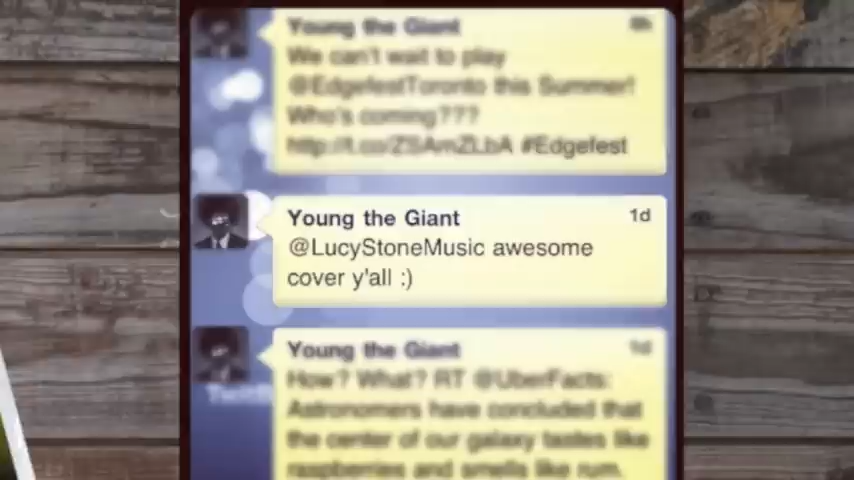 Young the Giant 8h
We can't wait to play
@EdgefestToronto this Summer!
Who's coming???
#Edgefest
Young the Giant 1d
@LucyStoneMusic awesome
cover y'all :)
Young the Giant 1d
How? What? RT @UberFacts:
Astronomers have concluded that
the center of our galaxy tastes like
raspberries and smells like rum.